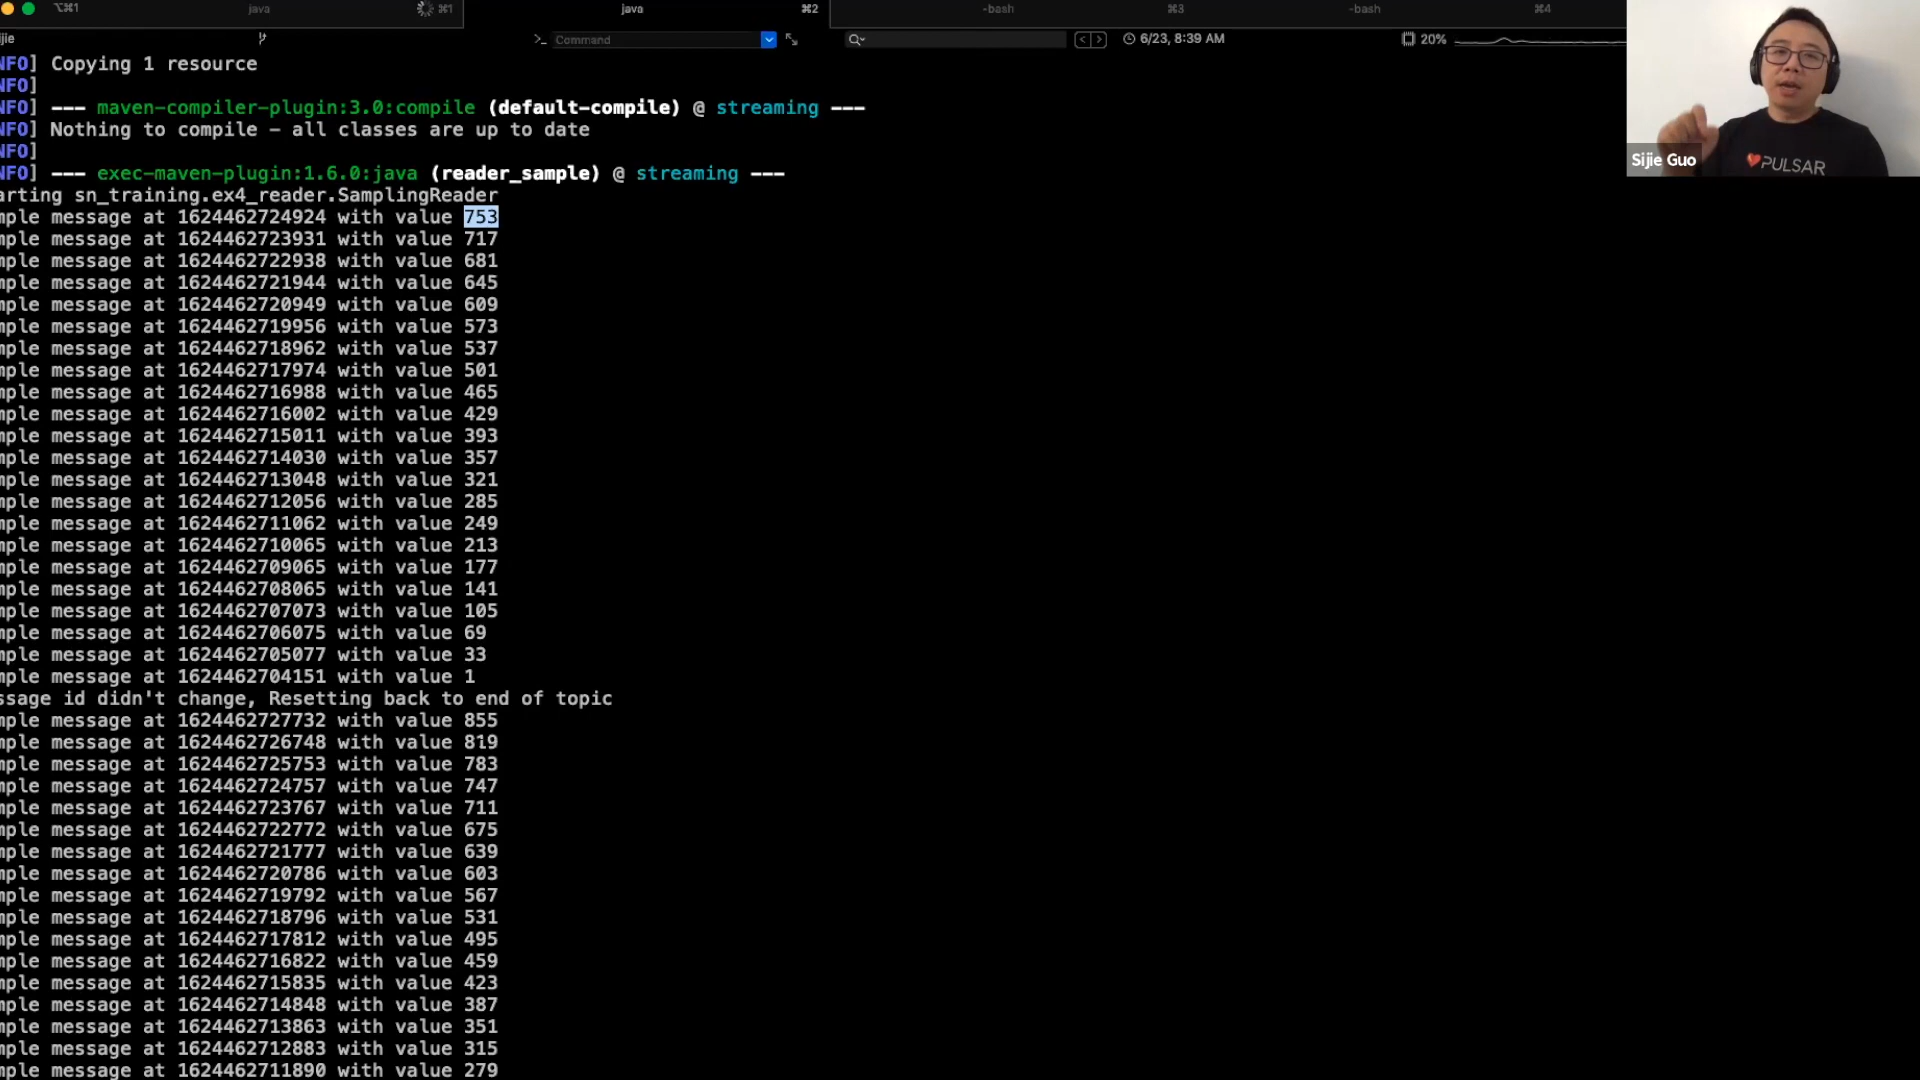 ⌥⌘1 java ⌘1 java ⌘2 -bash ⌘3 -bash ⌘4
ijie Command 6/23, 8:39 AM 20%
NFO] Copying 1 resource
NFO]
NFO] --- maven-compiler-plugin:3.0:compile (default-compile) @ streaming ---
NFO] Nothing to compile - all classes are up to date
NFO]
NFO] --- exec-maven-plugin:1.6.0:java (reader_sample) @ streaming ---
arting sn_training.ex4_reader.SamplingReader
mple message at 1624462724924 with value 753
mple message at 1624462723931 with value 717
mple message at 1624462722938 with value 681
mple message at 1624462721944 with value 645
mple message at 1624462720949 with value 609
mple message at 1624462719956 with value 573
mple message at 1624462718962 with value 537
mple message at 1624462717974 with value 501
mple message at 1624462716988 with value 465
mple message at 1624462716002 with value 429
mple message at 1624462715011 with value 393
mple message at 1624462714030 with value 357
mple message at 1624462713048 with value 321
mple message at 1624462712056 with value 285
mple message at 1624462711062 with value 249
mple message at 1624462710065 with value 213
mple message at 1624462709065 with value 177
mple message at 1624462708065 with value 141
mple message at 1624462707073 with value 105
mple message at 1624462706075 with value 69
mple message at 1624462705077 with value 33
mple message at 1624462704151 with value 1
ssage id didn't change, Resetting back to end of topic
mple message at 1624462727732 with value 855
mple message at 1624462726748 with value 819
mple message at 1624462725753 with value 783
mple message at 1624462724757 with value 747
mple message at 1624462723767 with value 711
mple message at 1624462722772 with value 675
mple message at 1624462721777 with value 639
mple message at 1624462720786 with value 603
mple message at 1624462719792 with value 567
mple message at 1624462718796 with value 531
mple message at 1624462717812 with value 495
mple message at 1624462716822 with value 459
mple message at 1624462715835 with value 423
mple message at 1624462714848 with value 387
mple message at 1624462713863 with value 351
mple message at 1624462712883 with value 315
mple message at 1624462711890 with value 279
Sijie Guo
PULSAR